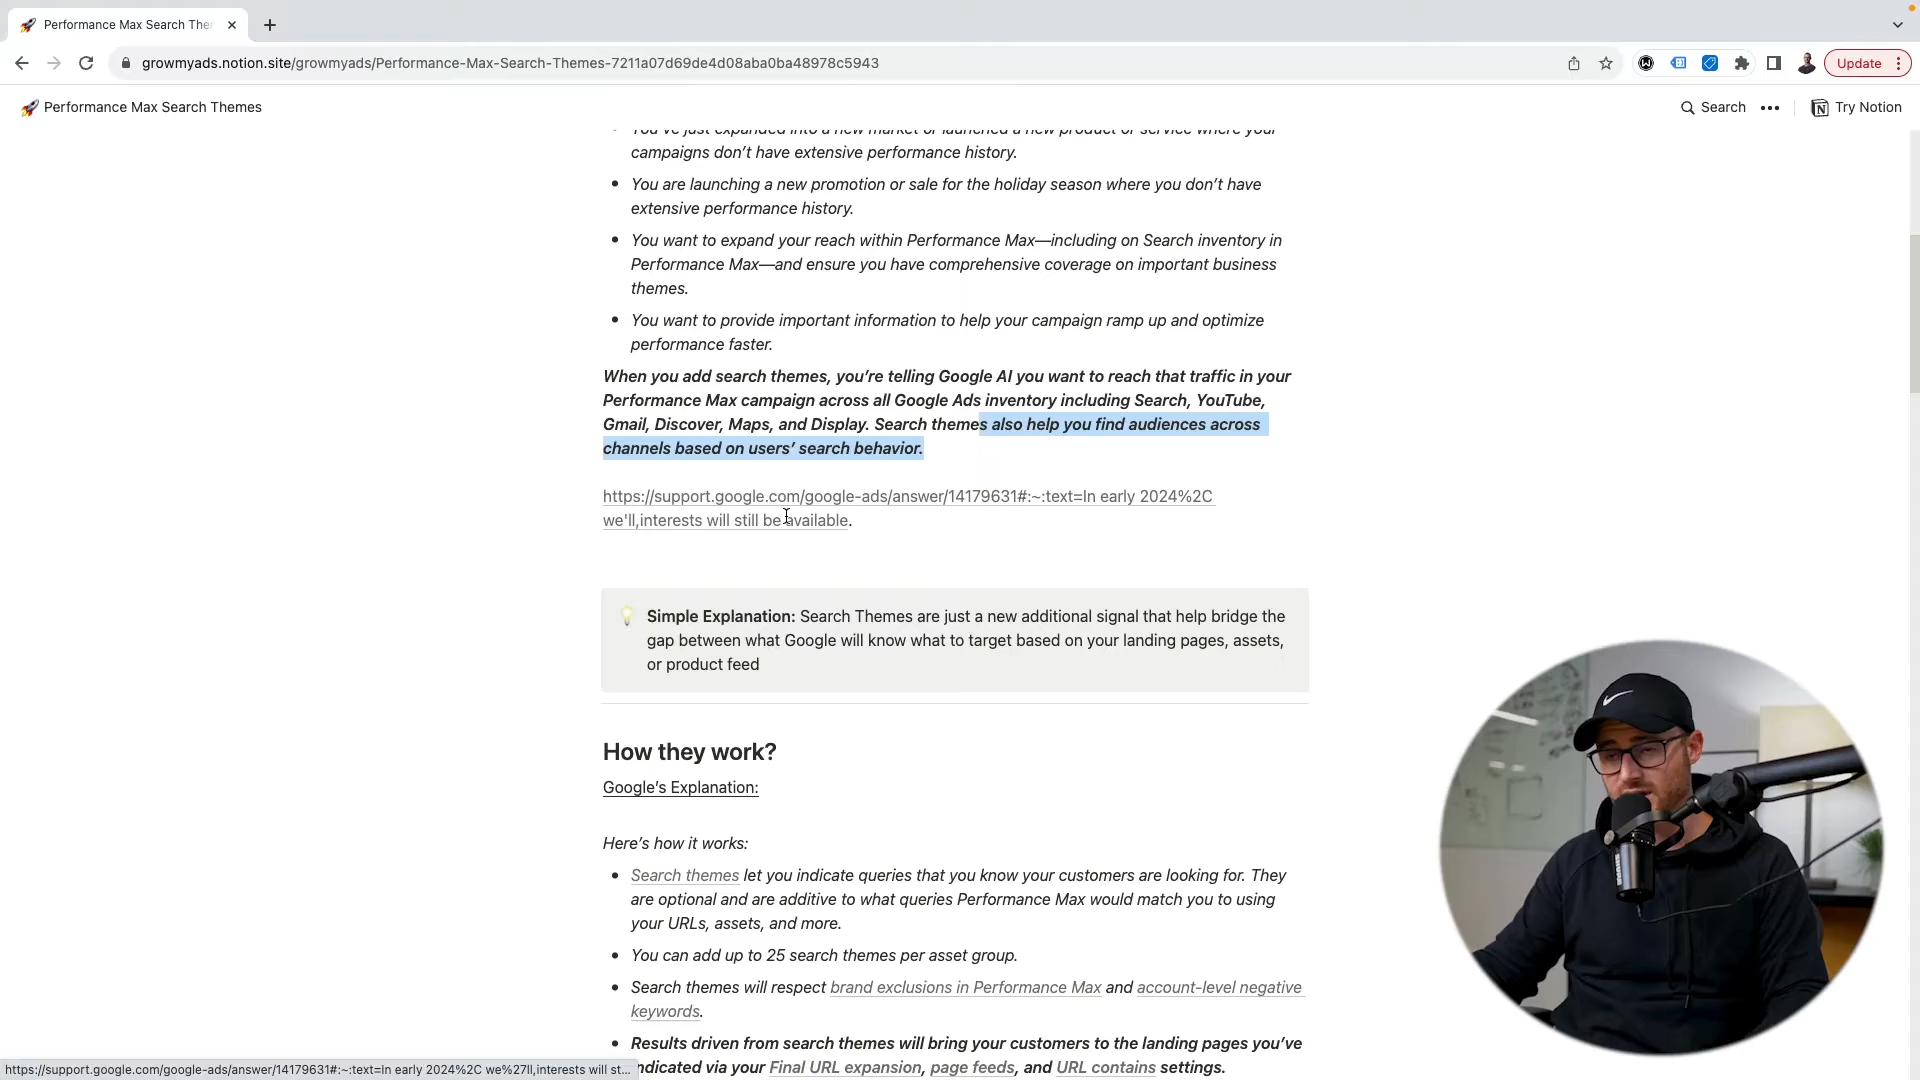 Performance Max Search The
growmyads.notion.site/growmyads/Performance-Max-Search-Themes-7211a07d69de4d08aba0ba48978c5943
Update
Performance Max Search Themes
Search
Try Notion
You've just expanded into a new market or launched a new product or service where your
campaigns don't have extensive performance history.
• You are launching a new promotion or sale for the holiday season where you don't have
extensive performance history.
• You want to expand your reach within Performance Max—including on Search inventory in
Performance Max—and ensure you have comprehensive coverage on important business
themes.
• You want to provide important information to help your campaign ramp up and optimize
performance faster.
When you add search themes, you're telling Google AI you want to reach that traffic in your
Performance Max campaign across all Google Ads inventory including Search, YouTube,
Gmail, Discover, Maps, and Display. Search themes also help you find audiences across
channels based on users' search behavior.
https://support.google.com/google-ads/answer/14179631#:~:text=In early 2024%2C
we'll,interests will still be available.
Simple Explanation: Search Themes are just a new additional signal that help bridge the
gap between what Google will know what to target based on your landing pages, assets,
or product feed
How they work?
Google's Explanation:
Here's how it works:
• Search themes let you indicate queries that you know your customers are looking for. They
are optional and are additive to what queries Performance Max would match you to using
your URLs, assets, and more.
• You can add up to 25 search themes per asset group.
• Search themes will respect brand exclusions in Performance Max and account-level negative
keywords.
• Results driven from search themes will bring your customers to the landing pages you've
ndicated via your Final URL expansion, page feeds, and URL contains settings.
https://support.google.com/google-ads/answer/14179631#:~:text=In early 2024%2C we%27ll,interests will st...